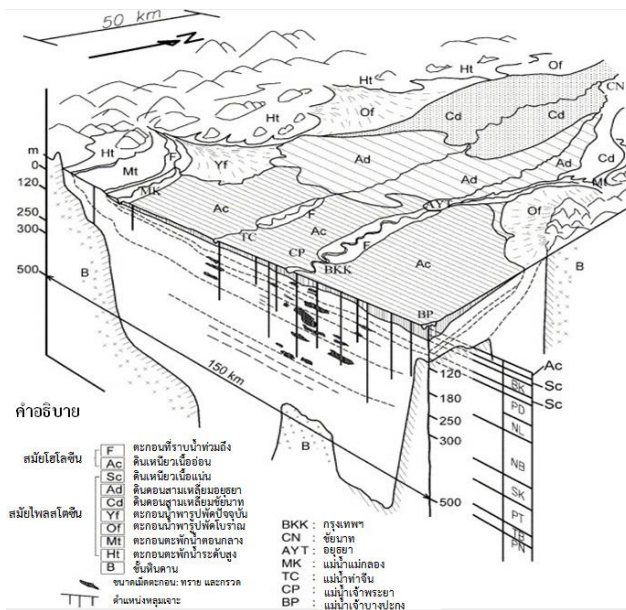 50 km
N
Ht
Ht
Of
Ht
Of
Cd
CN
Ht
Cd
Cd
Ht
Mt
F
Yf
Ad
Ad
Ad
Mt
MK
Ac
F
AYT
Of
TC
Ac
F
CP
BKK
Ac
B
BP
m
0
120
250
300
500
B
150 km
B
120
180
250
300
500
Ac
Sc
BK
Sc
PD
NL
NB
SK
PT
TB
PN
คำอธิบาย
สมัยโฮโลซีน
F ตะกอนที่ราบน้ำท่วมถึง
Ac ดินเหนียวเนื้ออ่อน
สมัยไพลสโตซีน
Sc ดินเหนียวเนื้อแน่น
Ad ดินดอนสามเหลี่ยมอยุธยา
Cd ดินดอนสามเหลี่ยมชัยนาท
Yf ตะกอนน้ำพารูปพัดปัจจุบัน
Of ตะกอนน้ำพารูปพัดโบราณ
Mt ตะกอนตะพักน้ำตอนกลาง
Ht ตะกอนตะพักน้ำระดับสูง
B ชั้นหินดาน
ขนาดเม็ดตะกอน: ทราย และกรวด
ตำแหน่งหลุมเจาะ
BKK : กรุงเทพฯ
CN : ชัยนาท
AYT : อยุธยา
MK : แม่น้ำแม่กลอง
TC : แม่น้ำท่าจีน
CP : แม่น้ำเจ้าพระยา
BP : แม่น้ำเจ้าบางปะกง